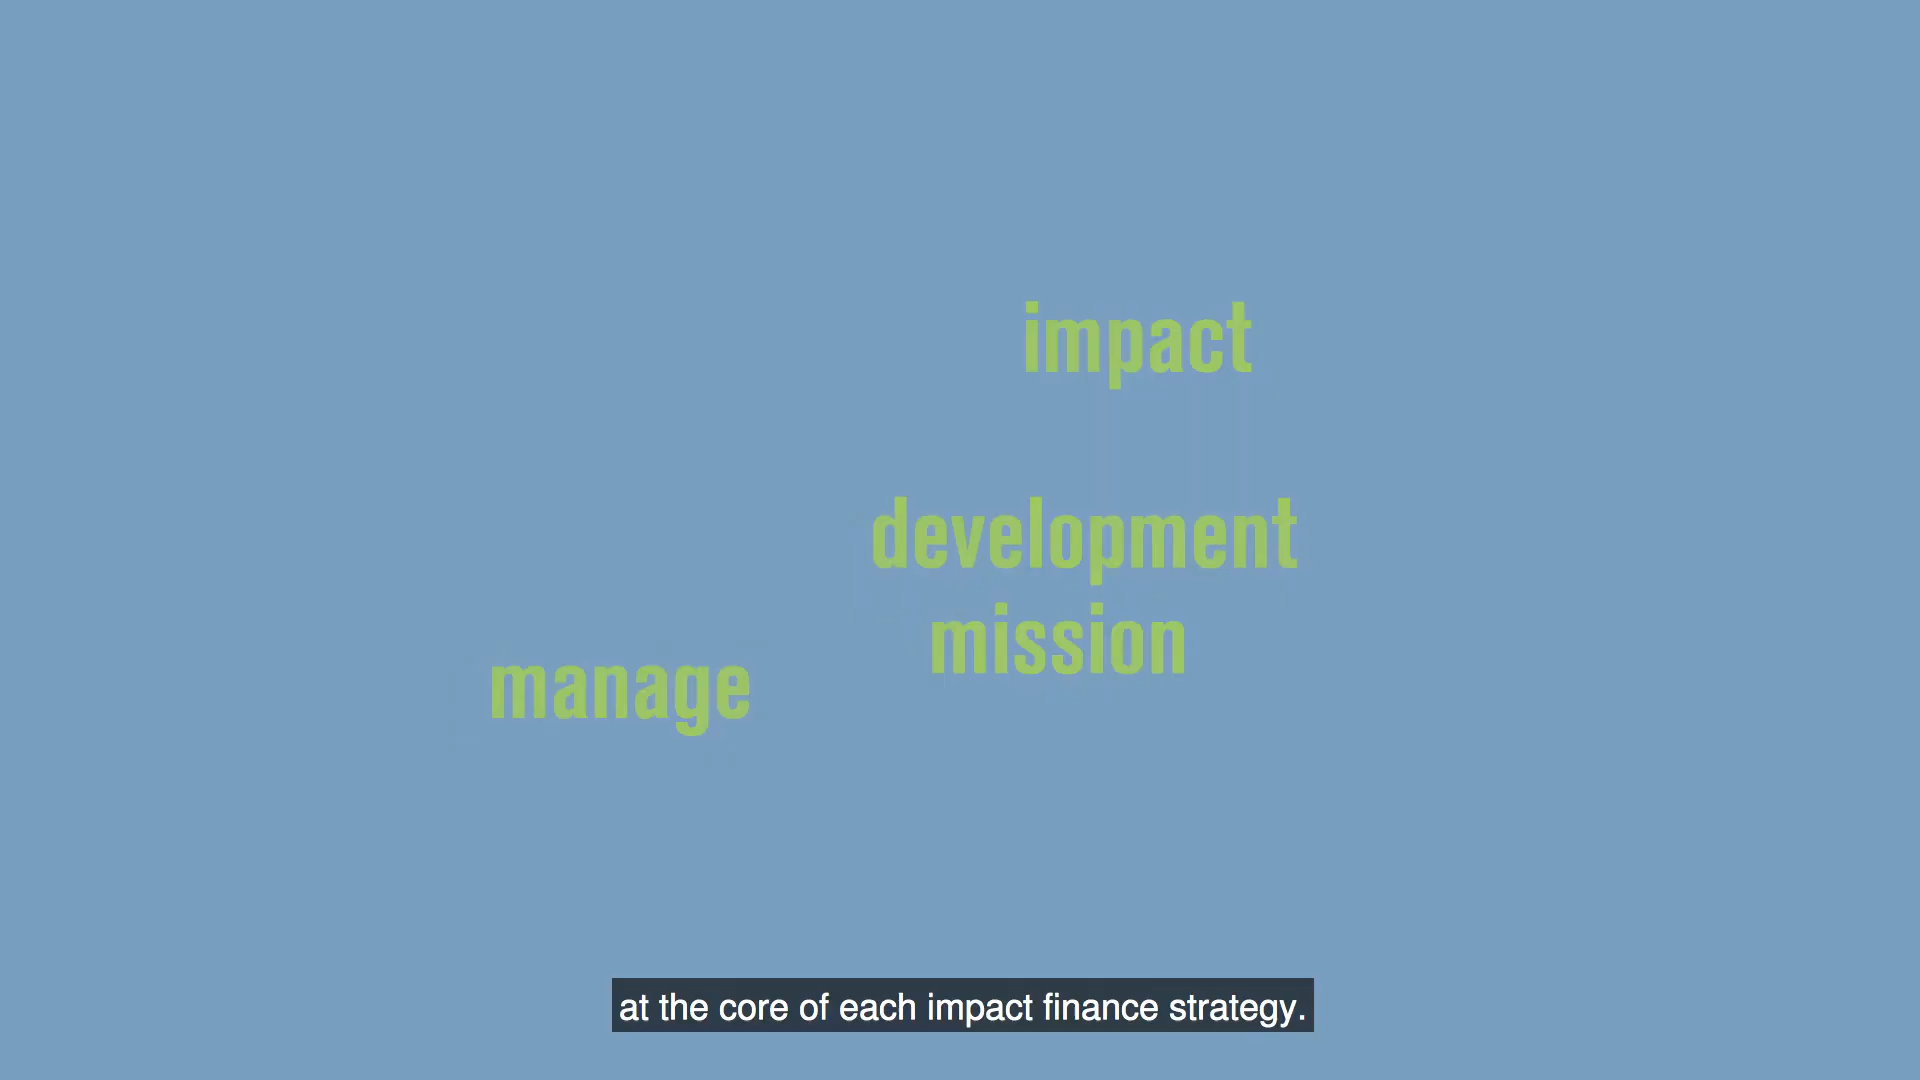 impact
development
mission
manage
at the core of each impact finance strategy.